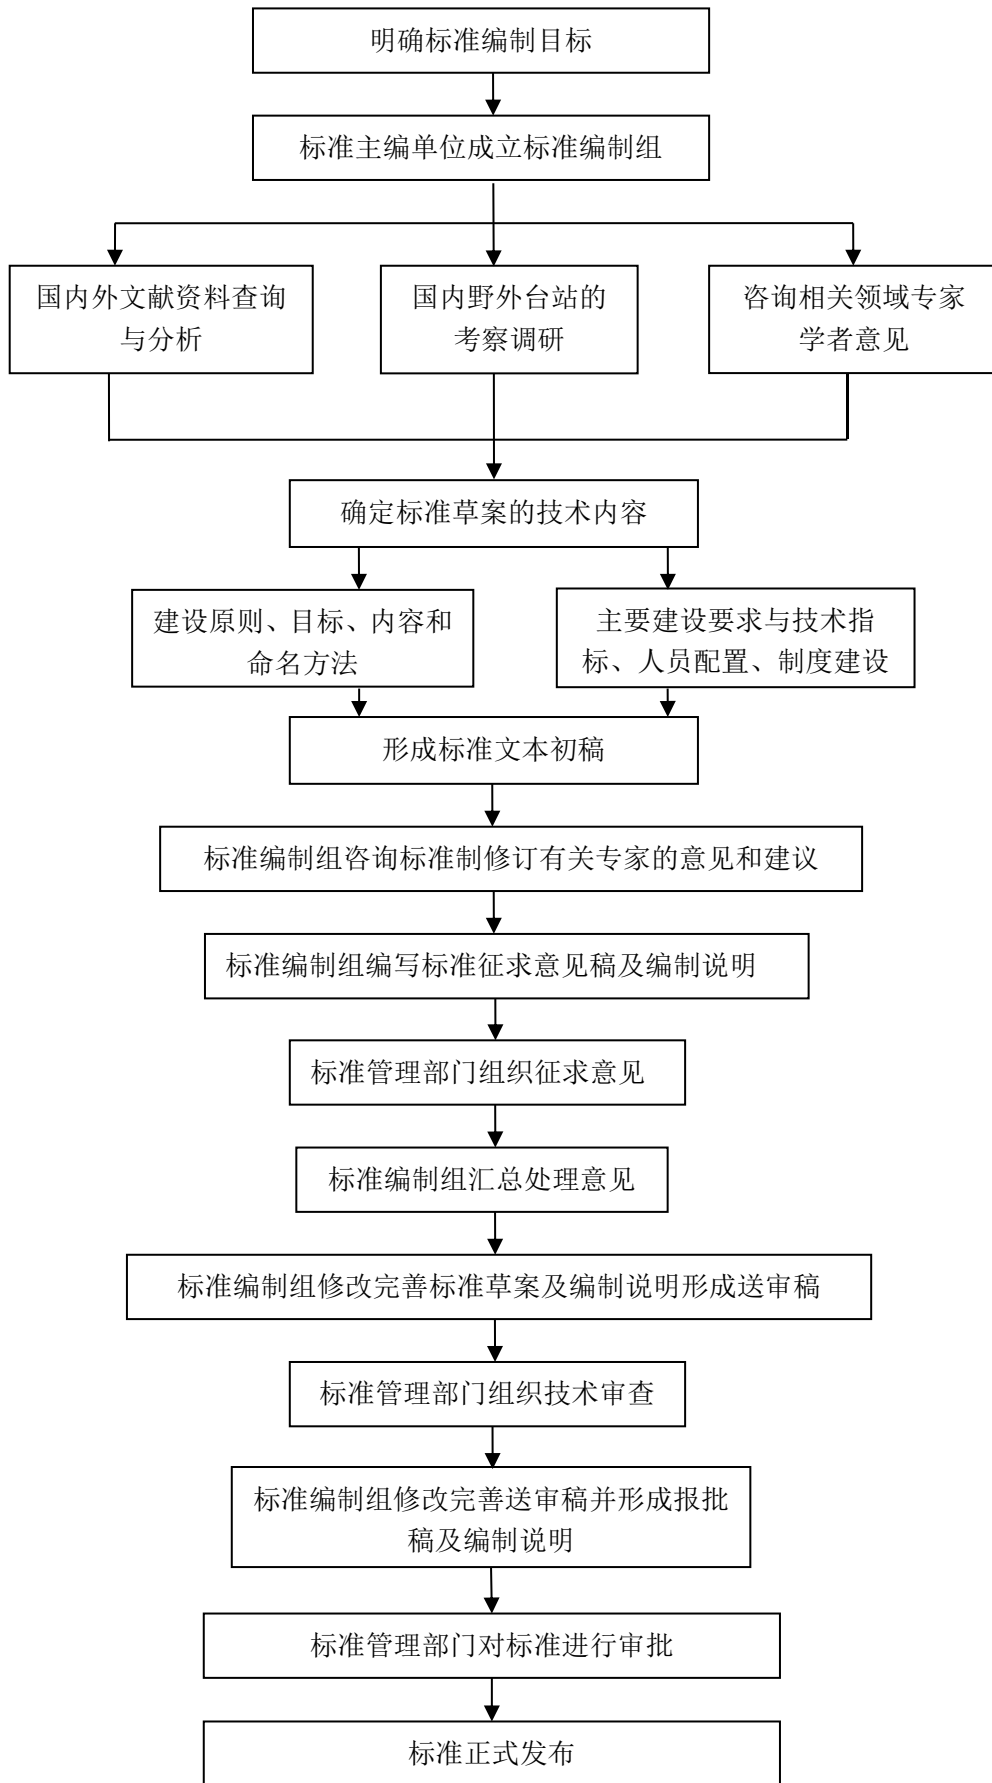 明确标准编制目标
标准主编单位成立标准编制组
国内外文献资料查询
与分析
国内野外台站的
考察调研
咨询相关领域专家
学者意见
确定标准草案的技术内容
建设原则、目标、内容和
命名方法
主要建设要求与技术指
标、人员配置、制度建设
形成标准文本初稿
标准编制组咨询标准制修订有关专家的意见和建议
标准编制组编写标准征求意见稿及编制说明
标准管理部门组织征求意见
标准编制组汇总处理意见
标准编制组修改完善标准草案及编制说明形成送审稿
标准管理部门组织技术审查
标准编制组修改完善送审稿并形成报批
稿及编制说明
标准管理部门对标准进行审批
标准正式发布